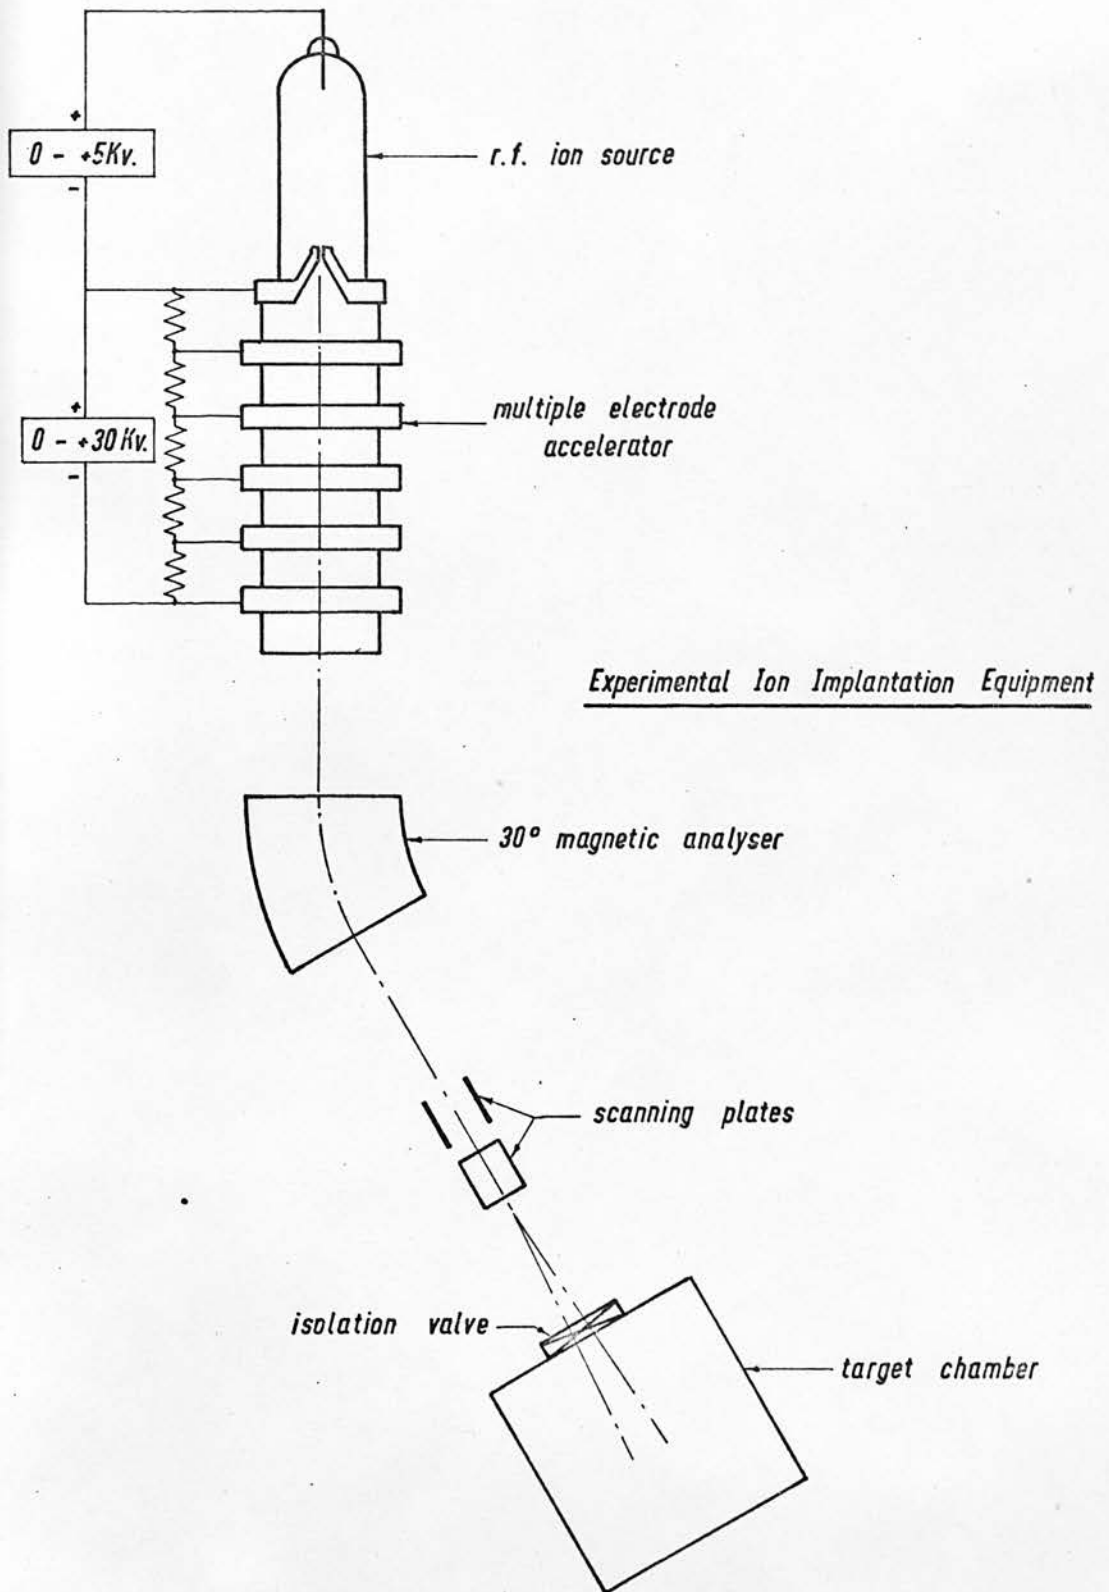 +
0 - +5Kv.
-
r.f. ion source
+
0 - +30Kv.
-
multiple electrode
accelerator
Experimental Ion Implantation Equipment
30° magnetic analyser
scanning plates
isolation valve
target chamber